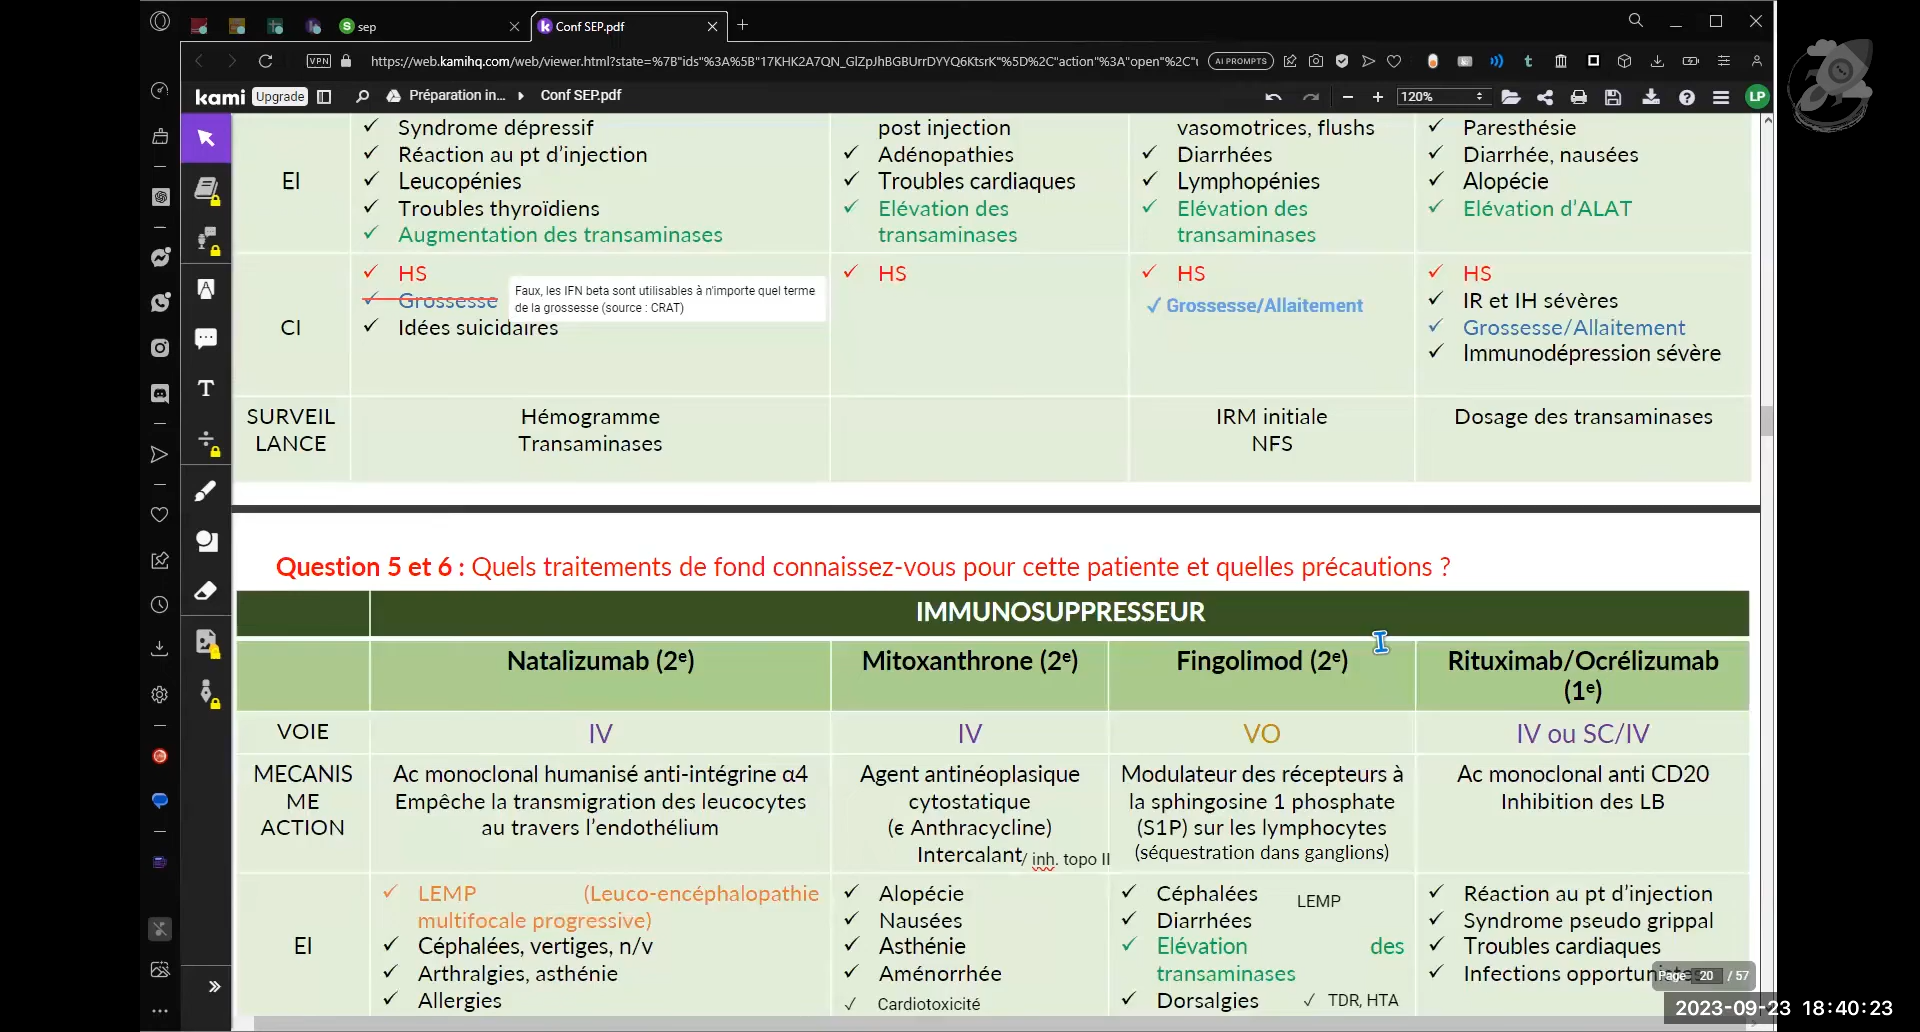 sep
Conf SEP.pdf
VPN
https://web.kamihq.com/web/viewer.html?state=%7B"ids"%3A%5B"17KHK2A7QN_GlZpJhBGBUrrDYYQ6KtsrK"%5D%2C"action"%3A"open"%2C"u
AI PROMPTS
kami
Upgrade
Préparation in...
Conf SEP.pdf
120%
LP
EI
Syndrome dépressif
Réaction au pt d'injection
Leucopénies
Troubles thyroïdiens
Augmentation des transaminases
post injection
Adénopathies
Troubles cardiaques
Elévation des
transaminases
vasomotrices, flushs
Diarrhées
Lymphopénies
Elévation des
transaminases
Paresthésie
Diarrhée, nausées
Alopécie
Elévation d'ALAT
CI
HS
Grossesse
Idées suicidaires
Faux, les IFN beta sont utilisables à n'importe quel terme
de la grossesse (source : CRAT)
HS
HS
Grossesse/Allaitement
HS
IR et IH sévères
Grossesse/Allaitement
Immunodépression sévère
SURVEIL
LANCE
Hémogramme
Transaminases
IRM initiale
NFS
Dosage des transaminases
Question 5 et 6 : Quels traitements de fond connaissez-vous pour cette patiente et quelles précautions ?
IMMUNOSUPPRESSEUR
Natalizumab (2e)
Mitoxanthrone (2e)
Fingolimod (2e)
Rituximab/Ocrélizumab
(1e)
VOIE
IV
IV
VO
IV ou SC/IV
MECANIS
ME
ACTION
Ac monoclonal humanisé anti-intégrine α4
Empêche la transmigration des leucocytes
au travers l'endothélium
Agent antinéoplasique
cytostatique
(є Anthracycline)
Intercalant/ inh. topo II
Modulateur des récepteurs à
la sphingosine 1 phosphate
(S1P) sur les lymphocytes
(séquestration dans ganglions)
Ac monoclonal anti CD20
Inhibition des LB
EI
LEMP (Leuco-encéphalopathie
multifocale progressive)
Céphalées, vertiges, n/v
Arthralgies, asthénie
Allergies
Alopécie
Nausées
Asthénie
Aménorrhée
Cardiotoxicité
Céphalées
LEMP
Diarrhées
Elévation des
transaminases
Dorsalgies
TDR, HTA
Réaction au pt d'injection
Syndrome pseudo grippal
Troubles cardiaques
Infections opportun
Page 20 / 57
2023-09-23 18:40:23